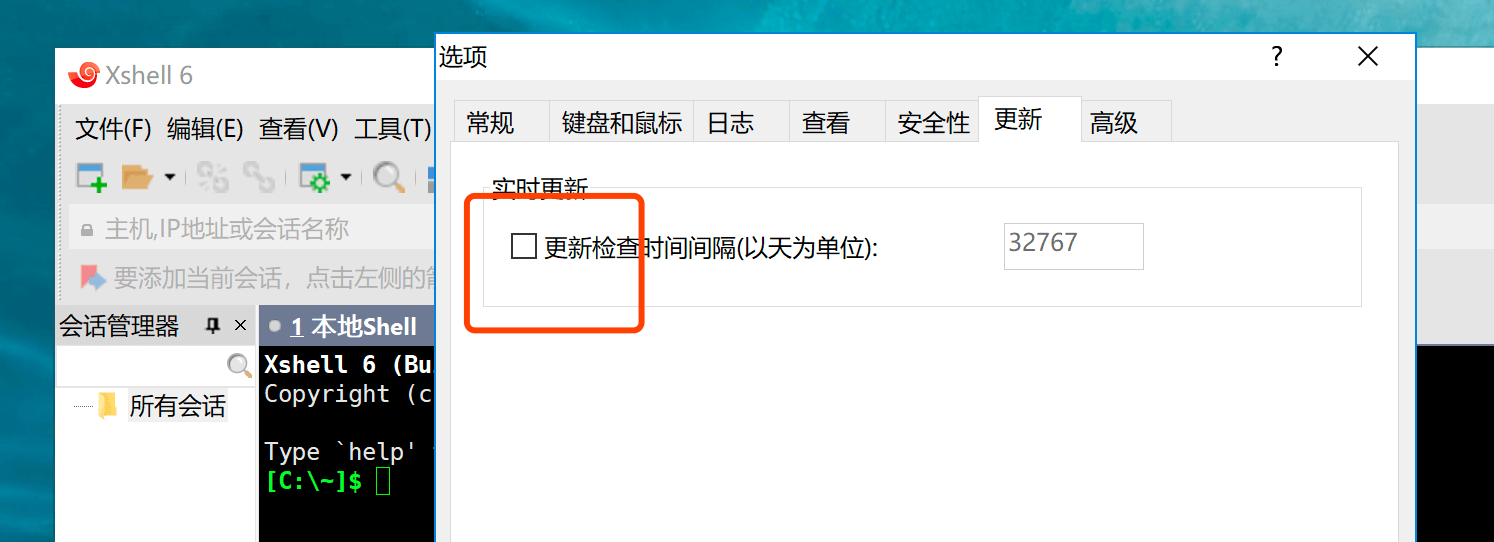 Xshell 6
文件(F) 编辑(E) 查看(V) 工具(T)
主机,IP地址或会话名称
要添加当前会话，点击左侧的
会话管理器
所有会话
1 本地Shell
Xshell 6 (Bu
Copyright (c
Type `help'
[C:\~]$
选项
?
常规 键盘和鼠标 日志 查看 安全性 更新 高级
实时更新
更新检查时间间隔(以天为单位):
32767